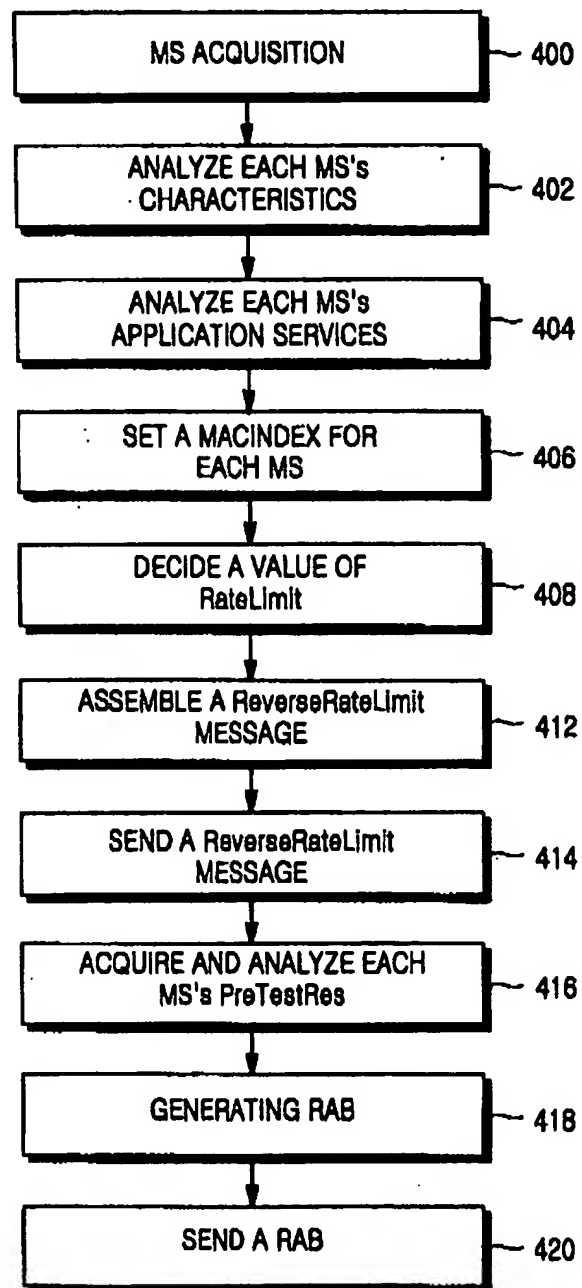 MS ACQUISITION
400
ANALYZE EACH MS's
CHARACTERISTICS
402
ANALYZE EACH MS's
APPLICATION SERVICES
404
SET A MACINDEX FOR
EACH MS
406
DECIDE A VALUE OF
RateLimit
408
ASSEMBLE A ReverseRateLimit
MESSAGE
412
SEND A ReverseRateLimit
MESSAGE
414
ACQUIRE AND ANALYZE EACH
MS's PreTestRes
416
GENERATING RAB
418
SEND A RAB
420